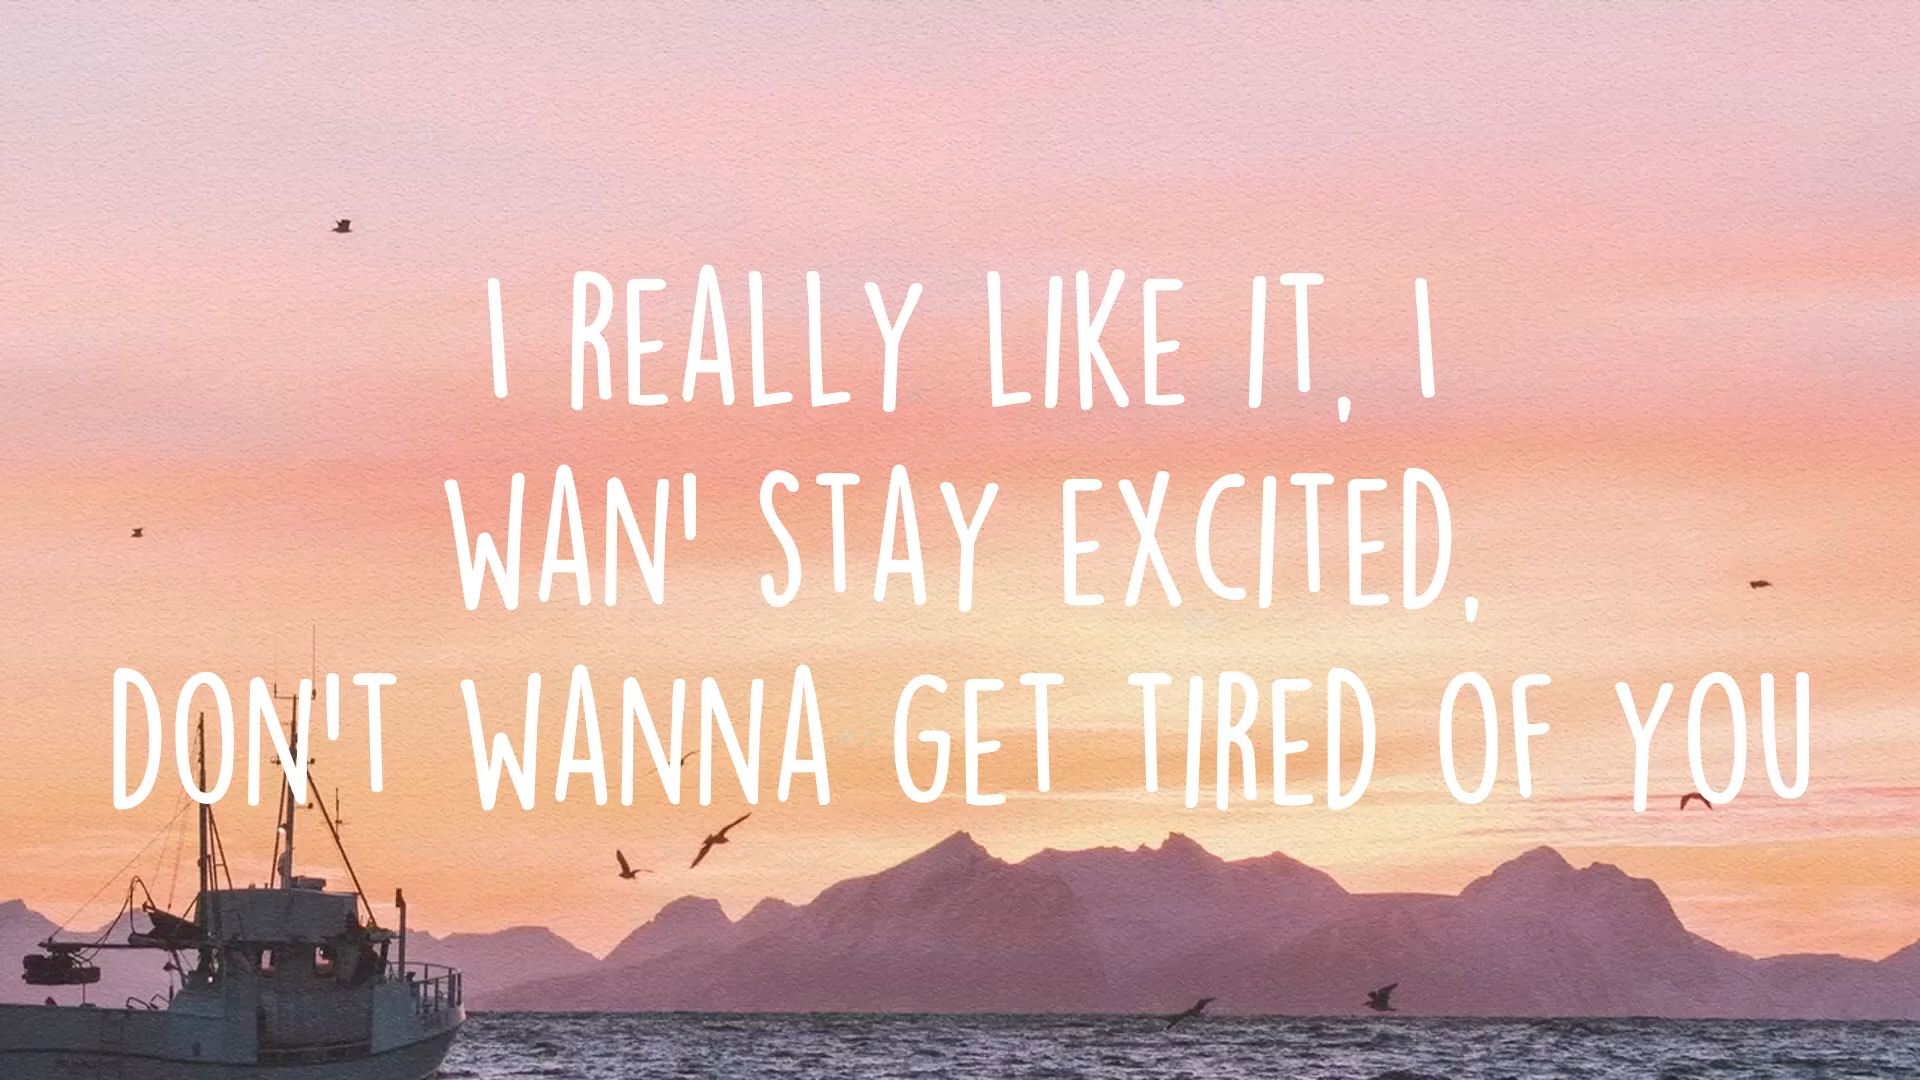 I REALLY LIKE IT, I
WAN' STAY EXCITED,
DON'T WANNA GET TIRED OF YOU